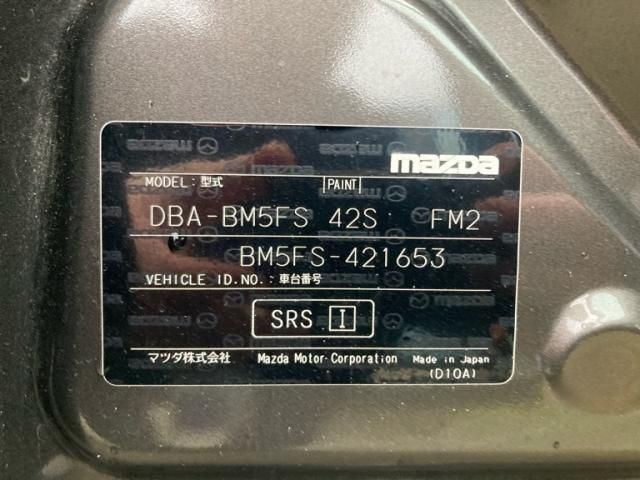 mazda
MODEL: 型式 PAINT
DBA-BM5FS 42S FM2
BM5FS-421653
VEHICLE ID.NO.: 車台番号
SRS I
マツダ株式会社 Mazda Motor Corporation Made in Japan
(D10A)